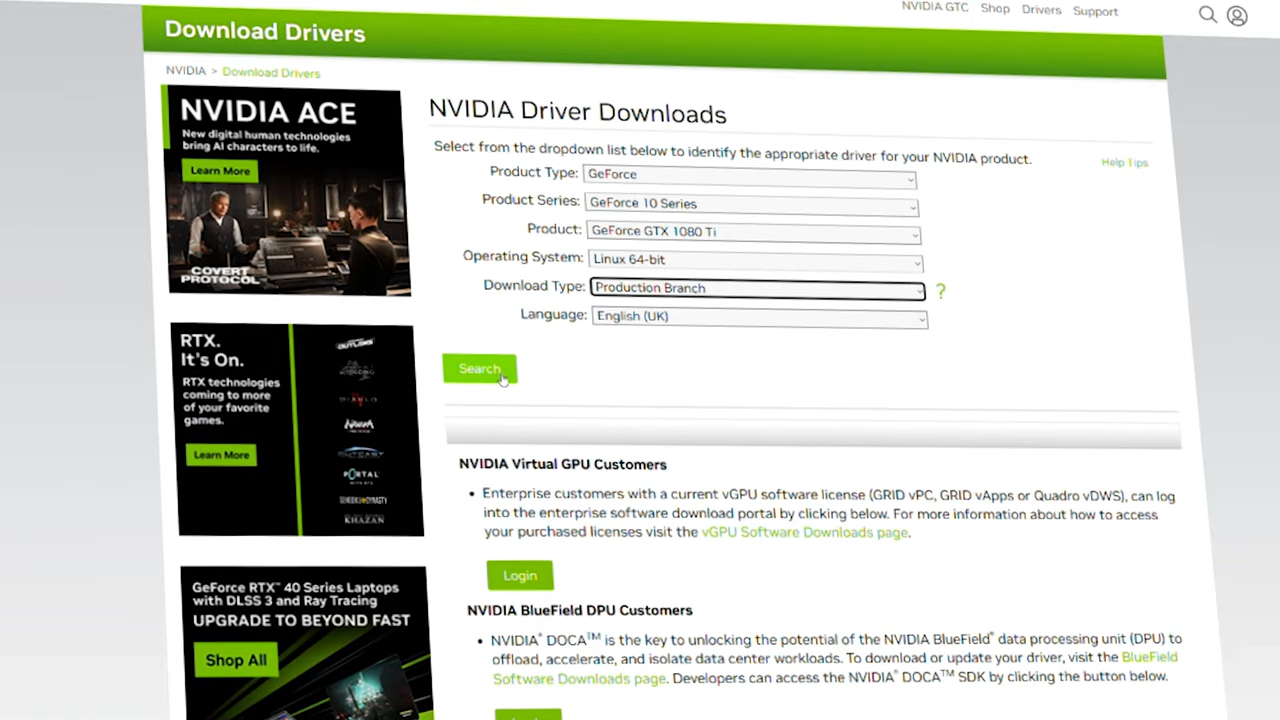 NVIDIA GTC Shop Drivers Support
Download Drivers
NVIDIA > Download Drivers
NVIDIA ACE
New digital human technologies
bring AI characters to life.
Learn More
COVERT
PROTOCOL
RTX.
It's On.
RTX technologies
coming to more
of your favorite
games.
Learn More
OUTLAWS
DIABLO
NARAKA
OUTCAST
PORTAL
WITH RTX
KHAZAN
GeForce RTX™ 40 Series Laptops
with DLSS 3 and Ray Tracing
UPGRADE TO BEYOND FAST
Shop All
NVIDIA Driver Downloads
Select from the dropdown list below to identify the appropriate driver for your NVIDIA product.
Help Tips
Product Type: GeForce
Product Series: GeForce 10 Series
Product: GeForce GTX 1080 Ti
Operating System: Linux 64-bit
Download Type: Production Branch ?
Language: English (UK)
Search
NVIDIA Virtual GPU Customers
• Enterprise customers with a current vGPU software license (GRID vPC, GRID vApps or Quadro vDWS), can log
into the enterprise software download portal by clicking below. For more information about how to access
your purchased licenses visit the vGPU Software Downloads page.
Login
NVIDIA BlueField DPU Customers
• NVIDIA® DOCA™ is the key to unlocking the potential of the NVIDIA BlueField® data processing unit (DPU) to
offload, accelerate, and isolate data center workloads. To download or update your driver, visit the BlueField
Software Downloads page. Developers can access the NVIDIA® DOCA™ SDK by clicking the button below.